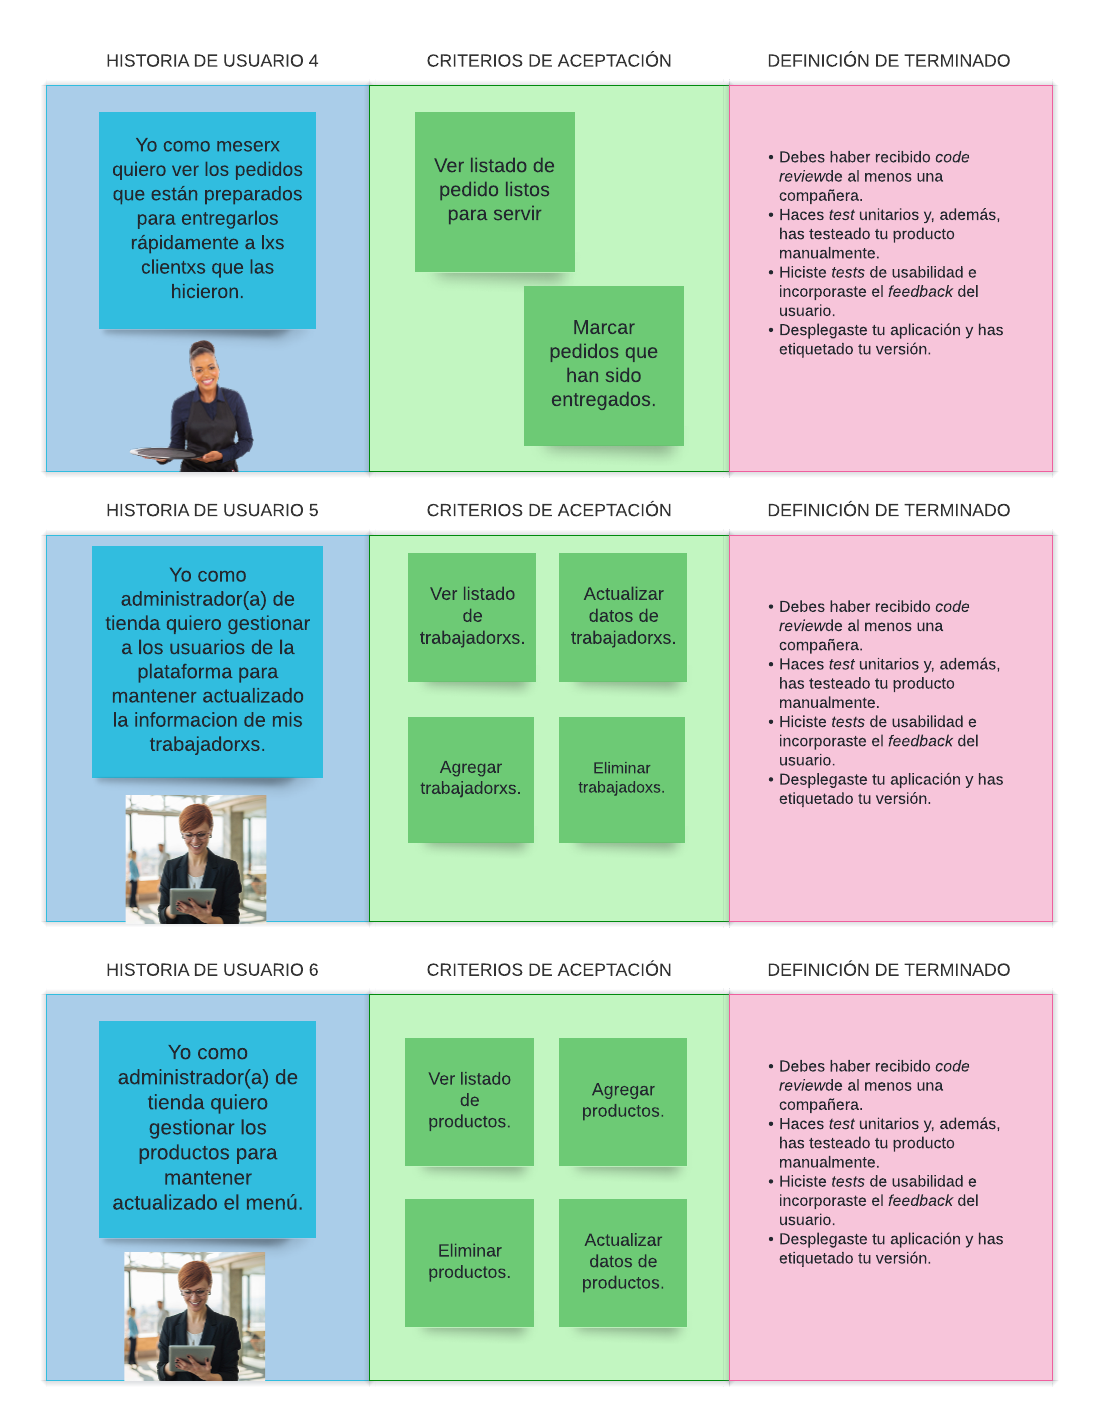 HISTORIA DE USUARIO 4
CRITERIOS DE ACEPTACIÓN
DEFINICIÓN DE TERMINADO
Yo como meserx
quiero ver los pedidos
que están preparados
para entregarlos
rápidamente a lxs
clientxs que las
hicieron.
Ver listado de
pedido listos
para servir
Marcar
pedidos que
han sido
entregados.
• Debes haber recibido code
reviewde al menos una
compañera.
• Haces test unitarios y, además,
has testeado tu producto
manualmente.
• Hiciste tests de usabilidad e
incorporaste el feedback del
usuario.
• Desplegaste tu aplicación y has
etiquetado tu versión.
HISTORIA DE USUARIO 5
CRITERIOS DE ACEPTACIÓN
DEFINICIÓN DE TERMINADO
Yo como
administrador(a) de
tienda quiero gestionar
a los usuarios de la
plataforma para
mantener actualizado
la informacion de mis
trabajadorxs.
Ver listado
de
trabajadorxs.
Actualizar
datos de
trabajadorxs.
Agregar
trabajadorxs.
Eliminar
trabajadoxs.
• Debes haber recibido code
reviewde al menos una
compañera.
• Haces test unitarios y, además,
has testeado tu producto
manualmente.
• Hiciste tests de usabilidad e
incorporaste el feedback del
usuario.
• Desplegaste tu aplicación y has
etiquetado tu versión.
HISTORIA DE USUARIO 6
CRITERIOS DE ACEPTACIÓN
DEFINICIÓN DE TERMINADO
Yo como
administrador(a) de
tienda quiero
gestionar los
productos para
mantener
actualizado el menú.
Ver listado
de
productos.
Agregar
productos.
Eliminar
productos.
Actualizar
datos de
productos.
• Debes haber recibido code
reviewde al menos una
compañera.
• Haces test unitarios y, además,
has testeado tu producto
manualmente.
• Hiciste tests de usabilidad e
incorporaste el feedback del
usuario.
• Desplegaste tu aplicación y has
etiquetado tu versión.